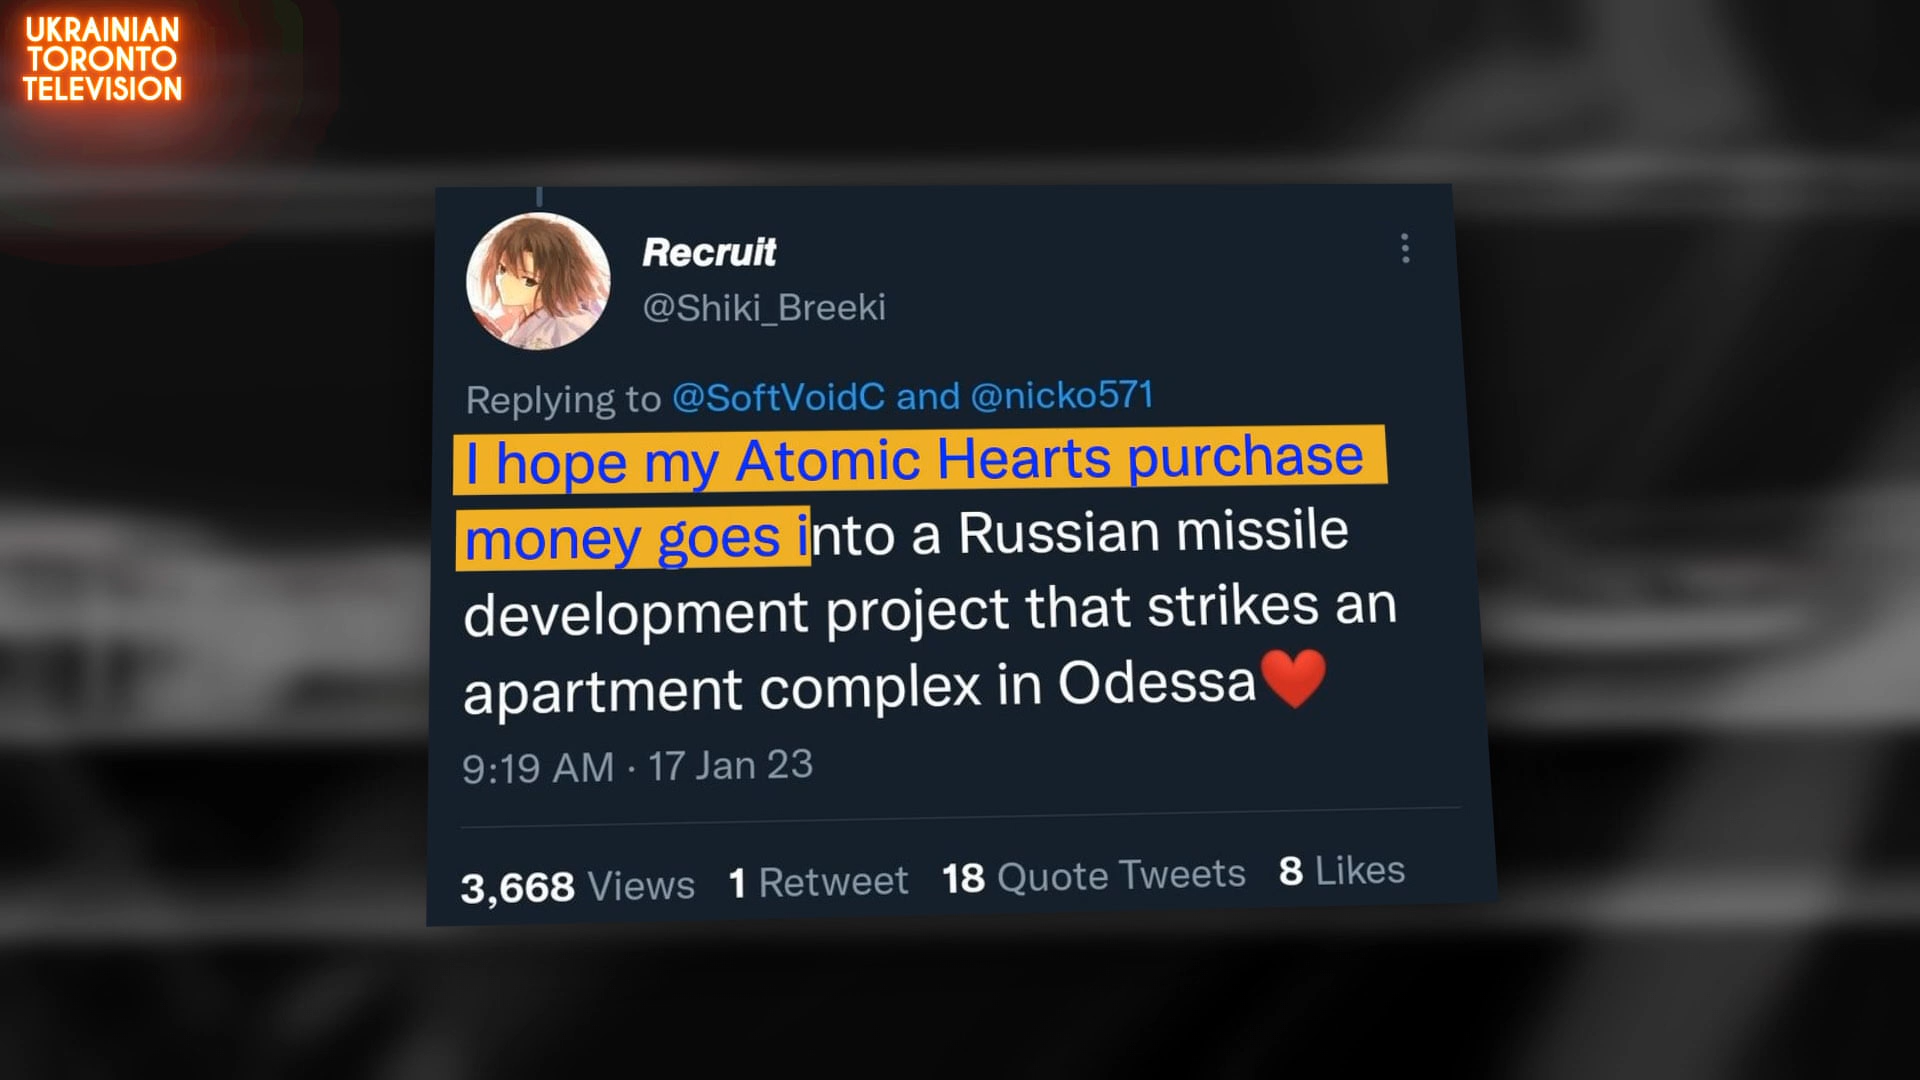 UKRAINIAN
TORONTO
TELEVISION
Recruit
@Shiki_Breeki
Replying to @SoftVoidC and @nicko571
I hope my Atomic Hearts purchase
money goes into a Russian missile
development project that strikes an
apartment complex in Odessa❤️
9:19 AM · 17 Jan 23
3,668 Views 1 Retweet 18 Quote Tweets 8 Likes